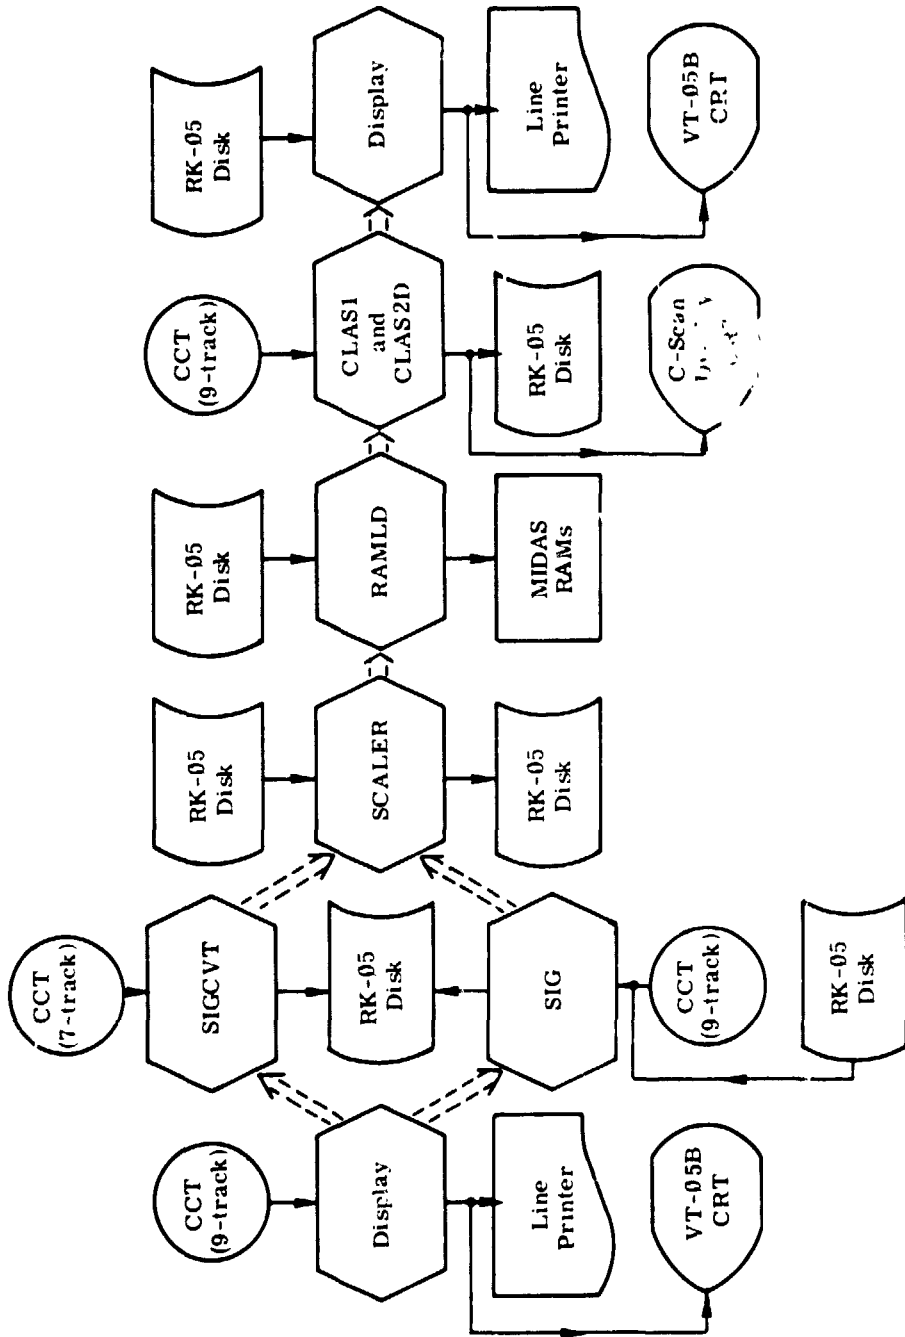 CCT
(9-track)
Display
Line
Printer
VT-05B
CRT
CCT
(7-track)
SIGCVT
RK-05
Disk
SIG
CCT
(9-track)
RK-05
Disk
RK-05
Disk
SCALER
RK-05
Disk
RK-05
Disk
RAMLD
MIDAS
RAMs
CCT
(9-track)
CLAS1
and
CLAS2D
RK-05
Disk
C-Scan
RK-05
Disk
Display
Line
Printer
VT-05B
CRT